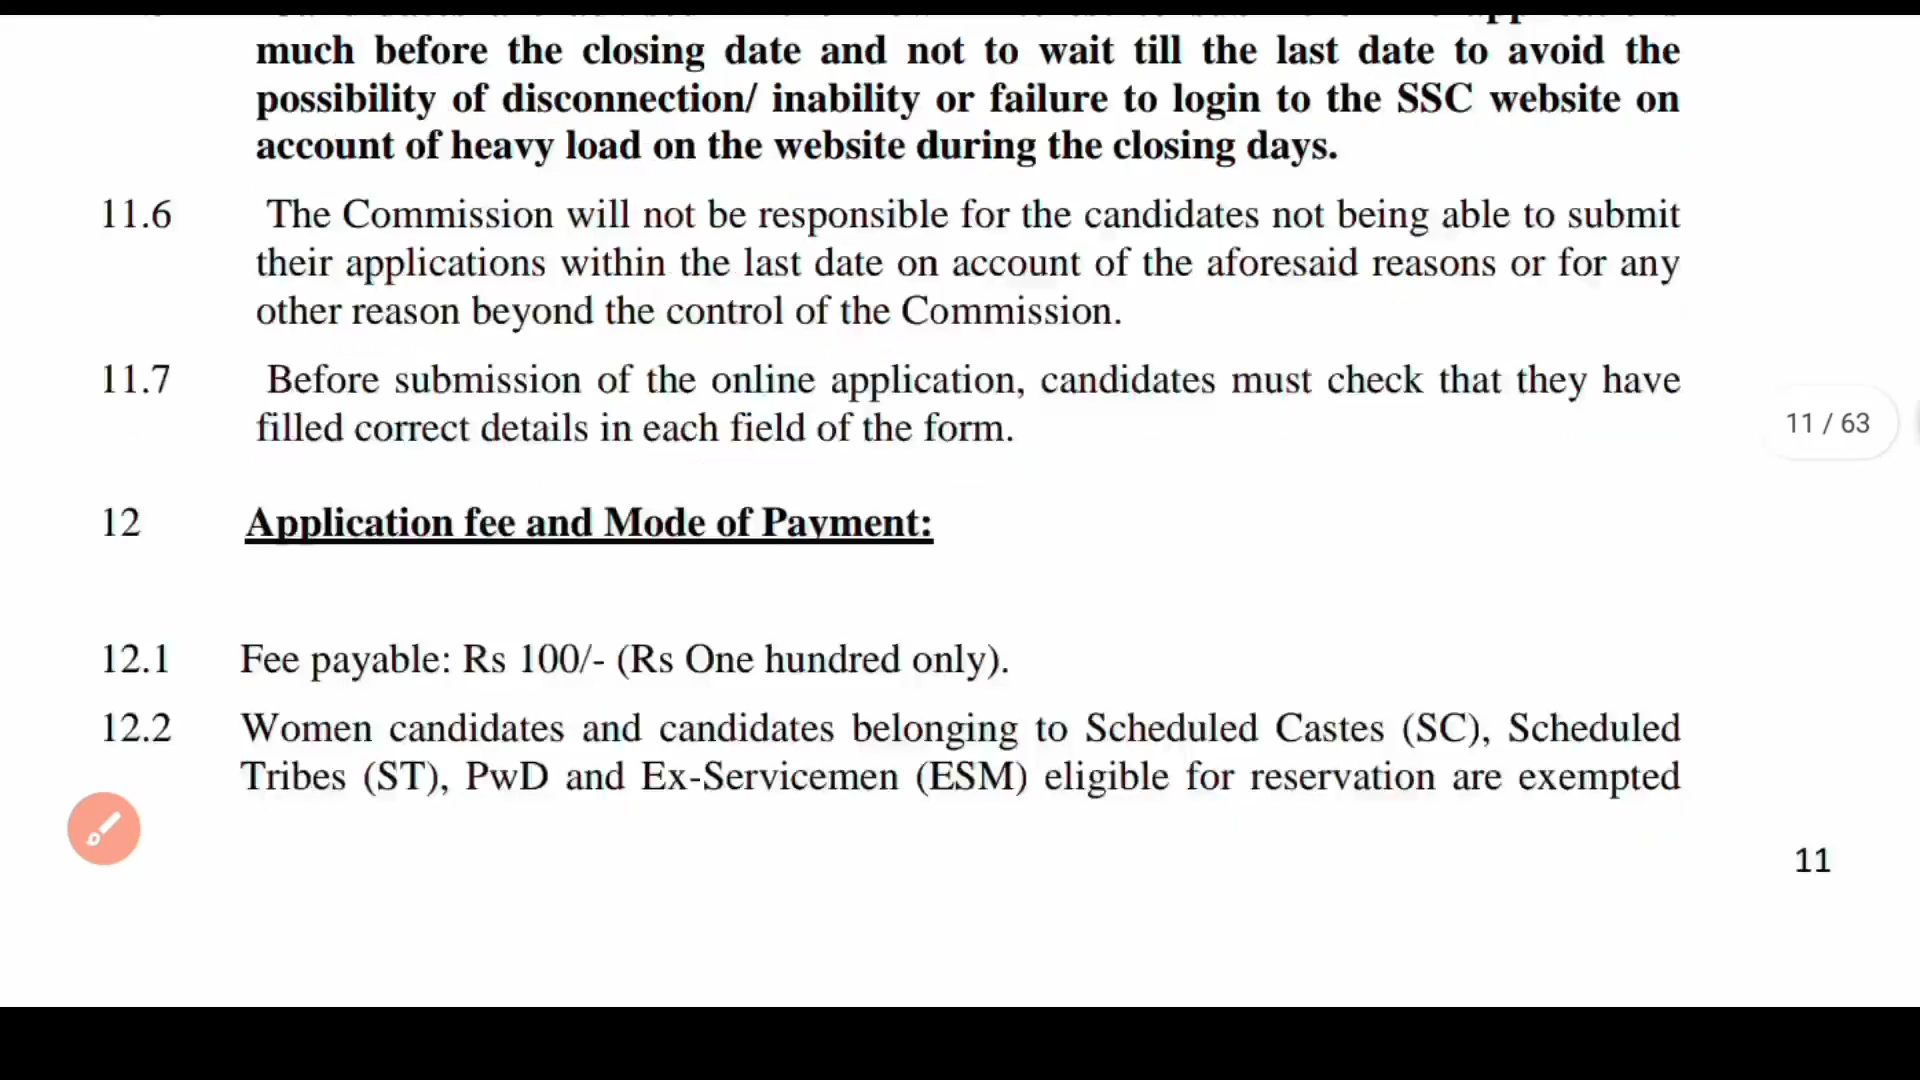 much before the closing date and not to wait till the last date to avoid the
possibility of disconnection/ inability or failure to login to the SSC website on
account of heavy load on the website during the closing days.
11.6 The Commission will not be responsible for the candidates not being able to submit
their applications within the last date on account of the aforesaid reasons or for any
other reason beyond the control of the Commission.
11.7 Before submission of the online application, candidates must check that they have
filled correct details in each field of the form.
11 / 63
12 Application fee and Mode of Payment:
12.1 Fee payable: Rs 100/- (Rs One hundred only).
12.2 Women candidates and candidates belonging to Scheduled Castes (SC), Scheduled
Tribes (ST), PwD and Ex-Servicemen (ESM) eligible for reservation are exempted
11